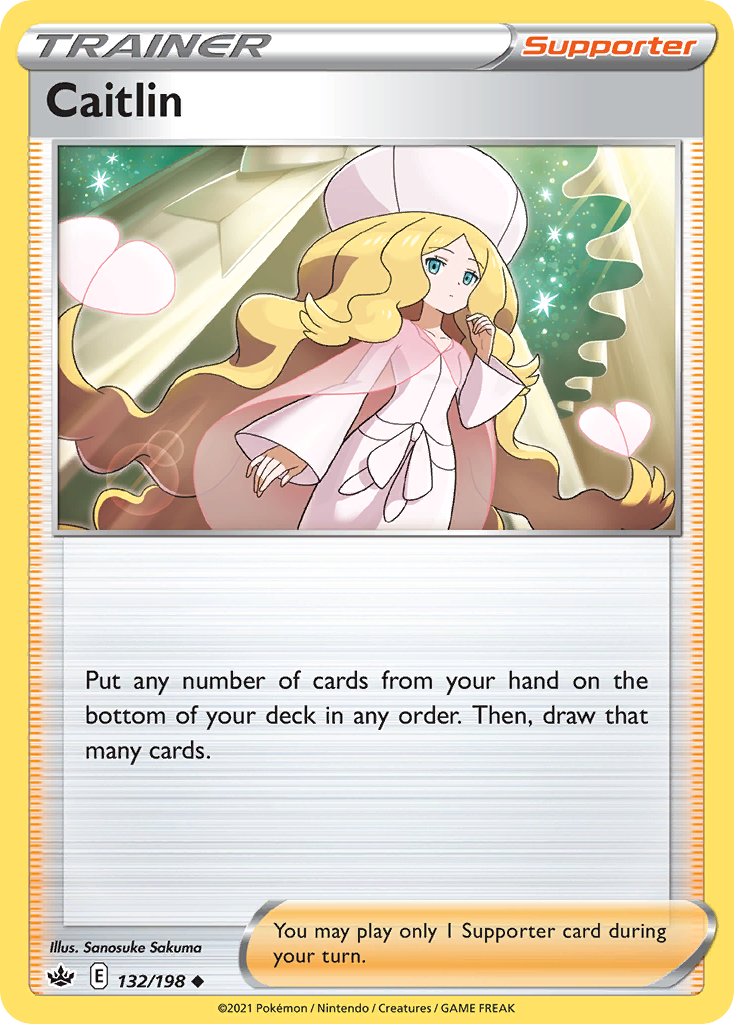 TRAINER
Supporter
Caitlin
Put any number of cards from your hand on the
bottom of your deck in any order. Then, draw that
many cards.
Illus. Sanosuke Sakuma
You may play only 1 Supporter card during
your turn.
E 132/198
©2021 Pokémon / Nintendo / Creatures / GAME FREAK